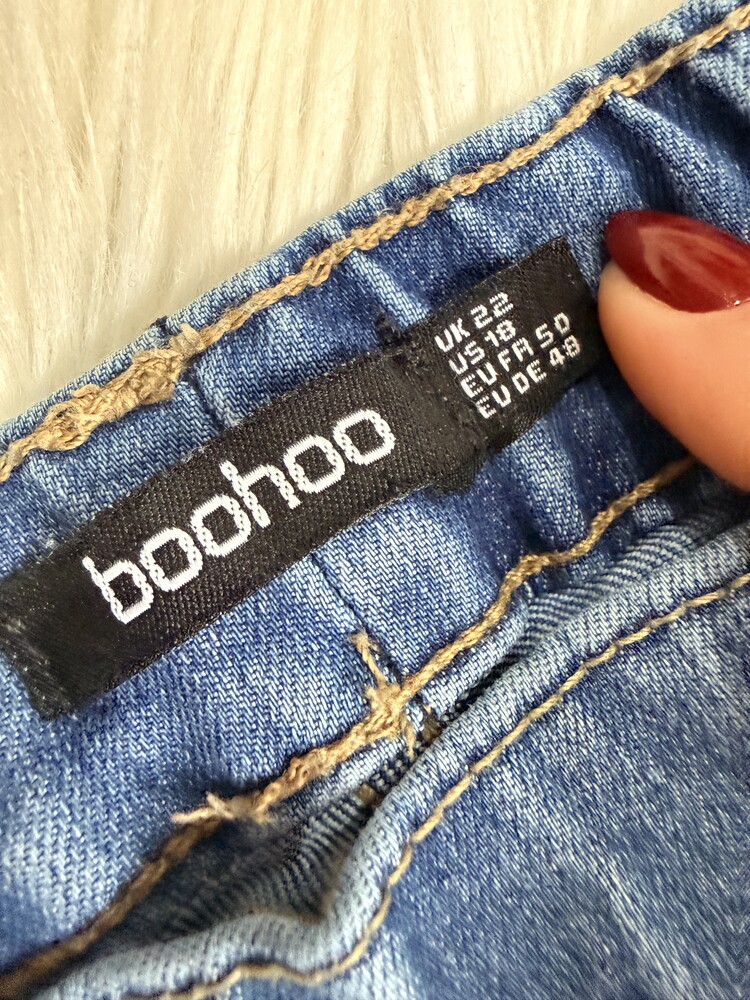 boohoo
UK 22
US 18
EU FR 50
EU DE 48